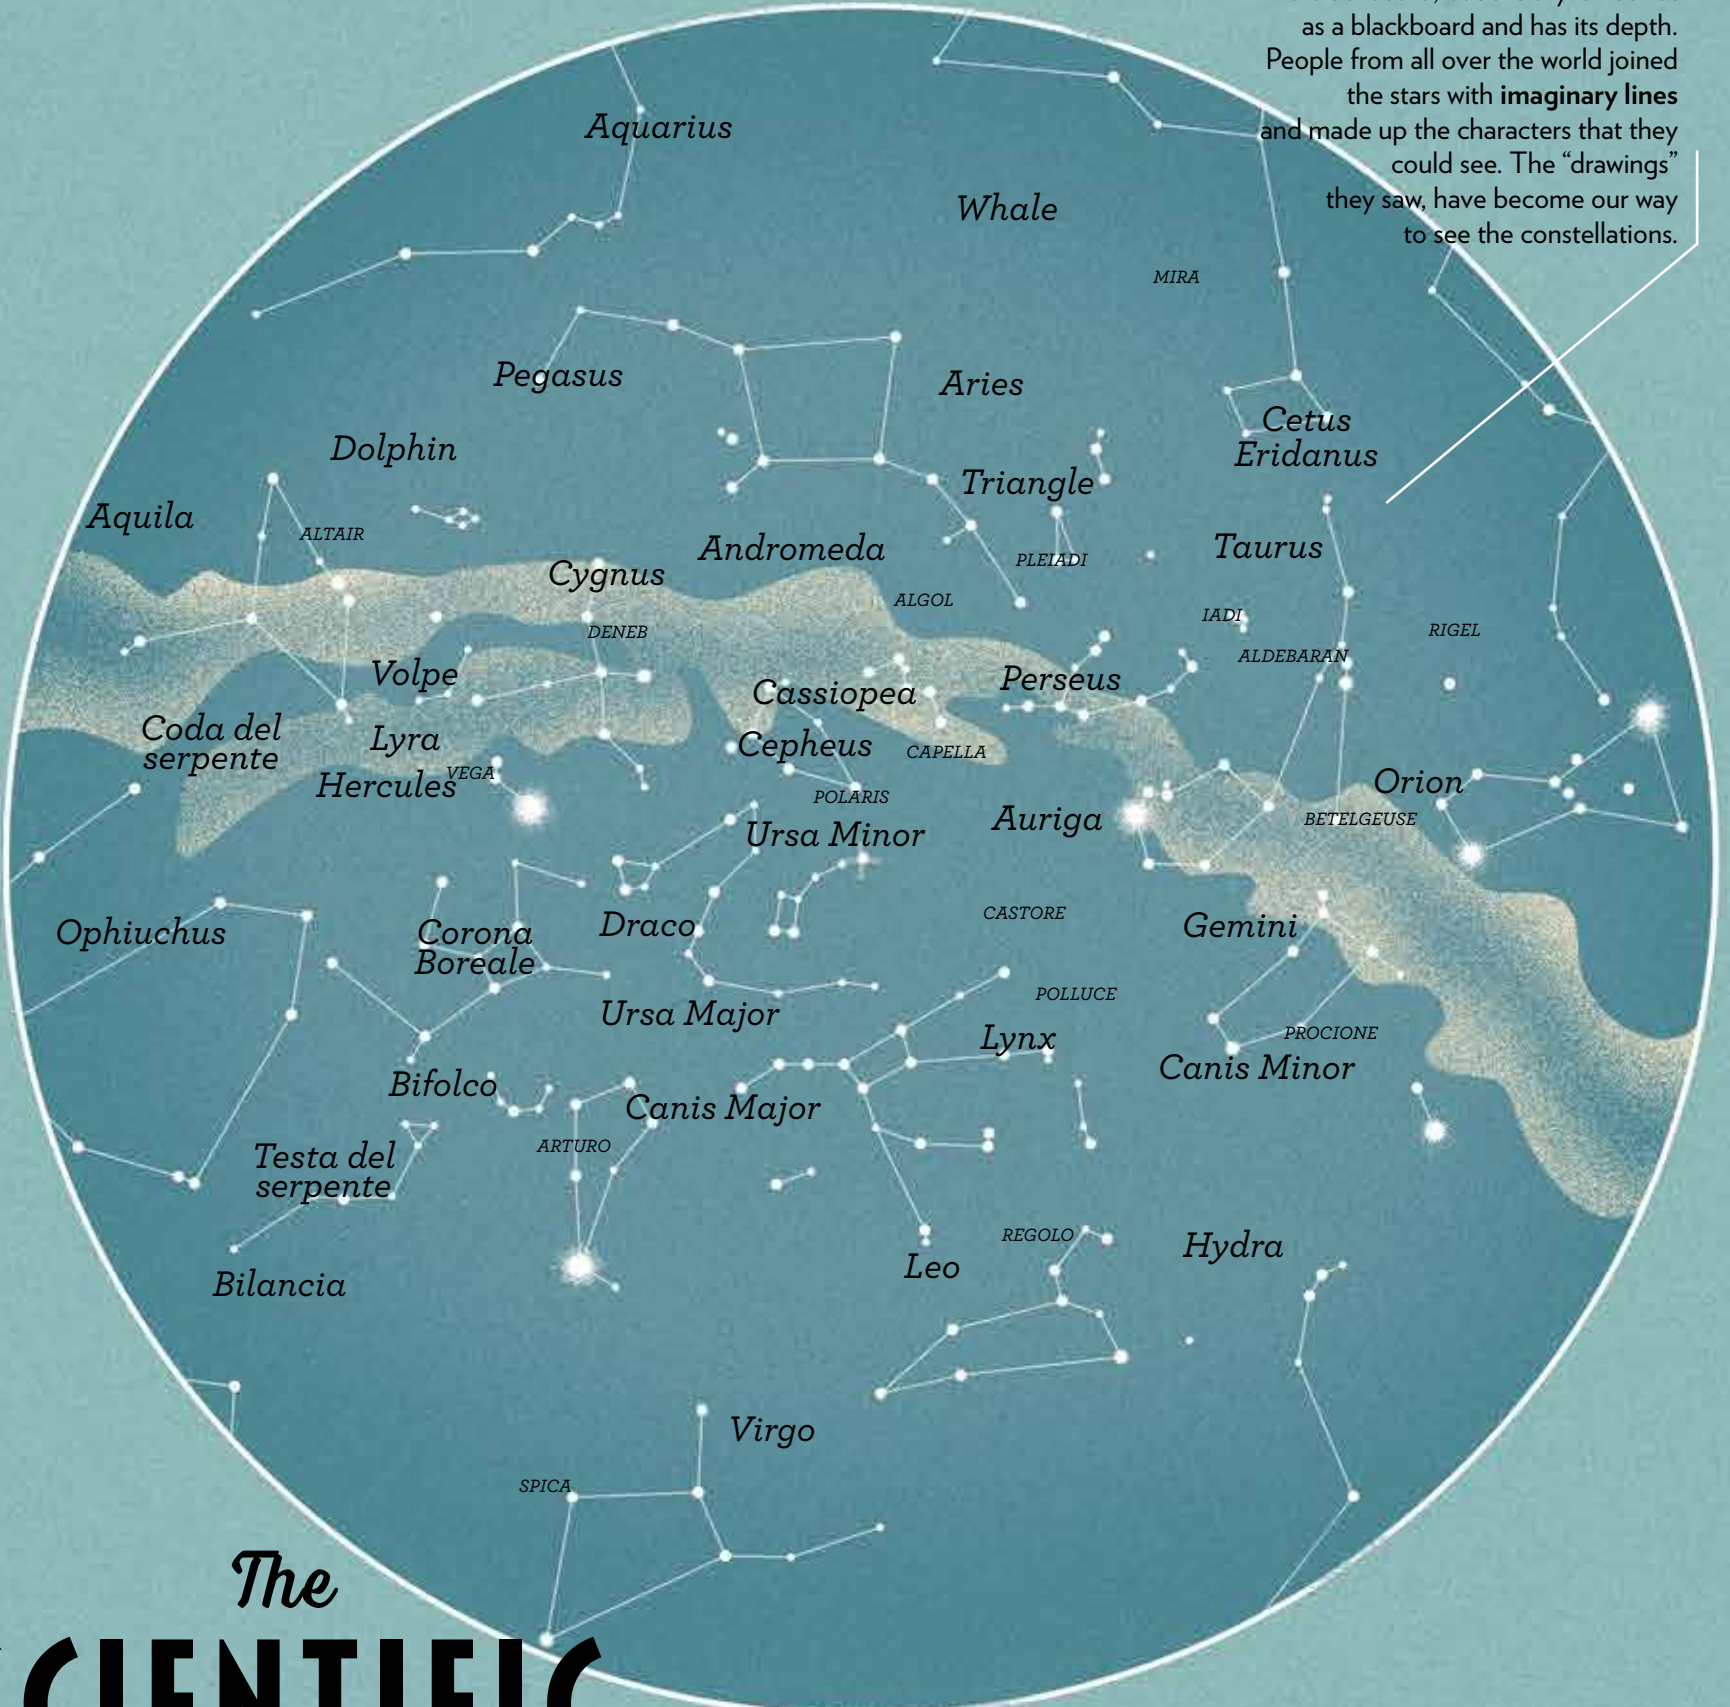 as a blackboard and has its depth.
People from all over the world joined
the stars with imaginary lines
and made up the characters that they
could see. The “drawings”
they saw, have become our way
to see the constellations.
Aquarius
Whale
MIRA
Pegasus
Aries
Cetus
Eridanus
Dolphin
Triangle
Aquila
ALTAIR
Andromeda
Taurus
PLEIADI
Cygnus
ALGOL
IADI
DENEB
RIGEL
ALDEBARAN
Volpe
Cassiopea
Perseus
Coda del
serpente
Lyra
Cepheus
CAPELLA
Hercules
VEGA
Orion
POLARIS
Ursa Minor
Auriga
BETELGEUSE
Ophiuchus
Corona
Boreale
Draco
CASTORE
Gemini
Ursa Major
POLLUCE
Lynx
PROCIONE
Canis Minor
Bifolco
Canis Major
ARTURO
Testa del
serpente
REGOLO
Hydra
Leo
Bilancia
Virgo
SPICA
The